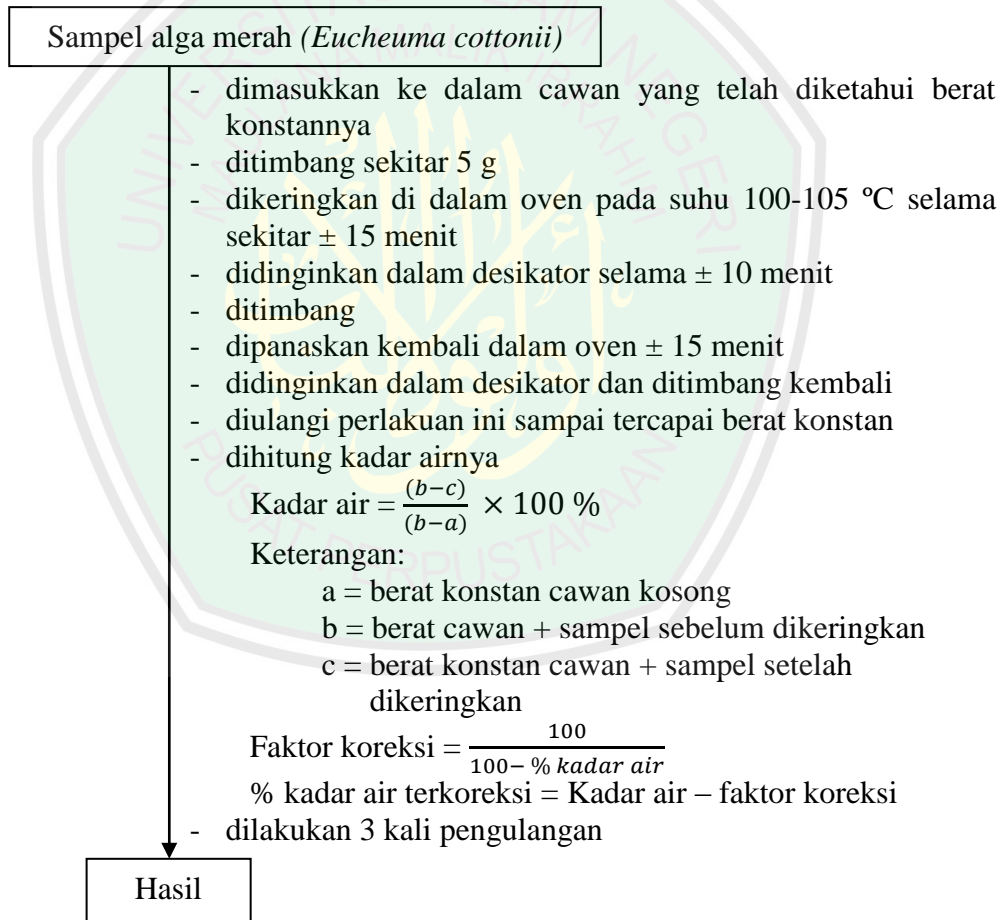 Sampel alga merah (Eucheuma cottonii)
- dimasukkan ke dalam cawan yang telah diketahui berat
konstannya
- ditimbang sekitar 5 g
- dikeringkan di dalam oven pada suhu 100-105 ºC selama
sekitar ± 15 menit
- didinginkan dalam desikator selama ± 10 menit
- ditimbang
- dipanaskan kembali dalam oven ± 15 menit
- didinginkan dalam desikator dan ditimbang kembali
- diulangi perlakuan ini sampai tercapai berat konstan
- dihitung kadar airnya
Kadar air = (b−c)/(b−a) × 100 %
Keterangan:
a = berat konstan cawan kosong
b = berat cawan + sampel sebelum dikeringkan
c = berat konstan cawan + sampel setelah
dikeringkan
Faktor koreksi = 100/(100− % kadar air)
% kadar air terkoreksi = Kadar air – faktor koreksi
- dilakukan 3 kali pengulangan
Hasil
PUSAT PERPUSTAKAAN